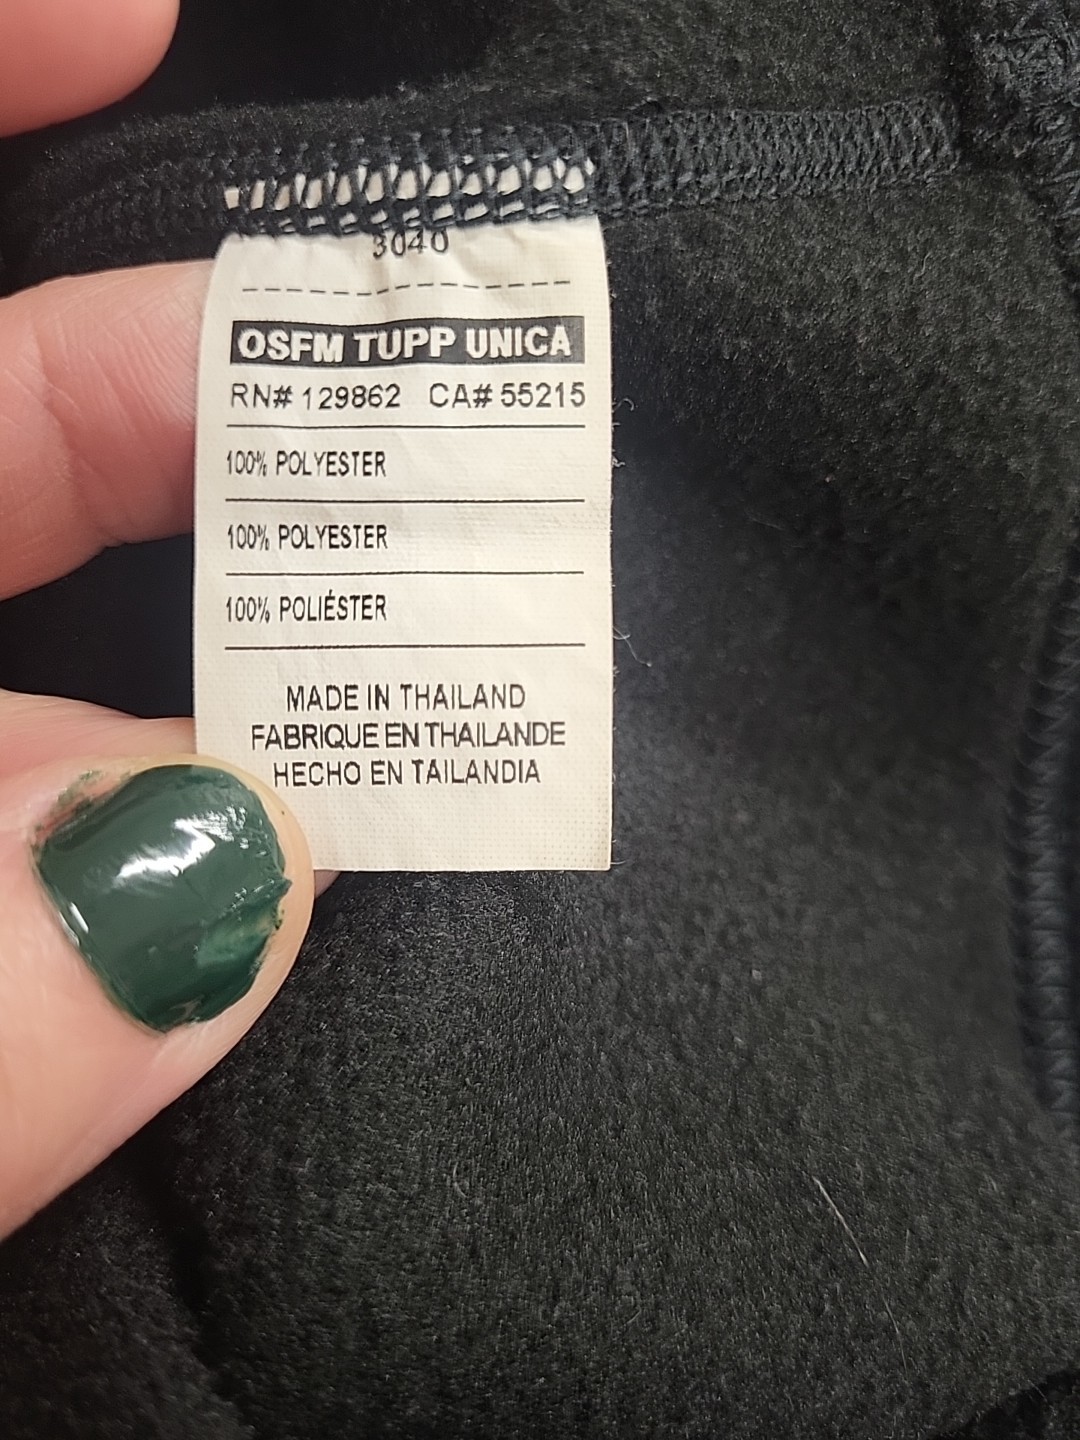 3040
OSFM TUPP UNICA
RN# 129862 CA# 55215
100% POLYESTER
100% POLYESTER
100% POLIÉSTER
MADE IN THAILAND
FABRIQUE EN THAILANDE
HECHO EN TAILANDIA